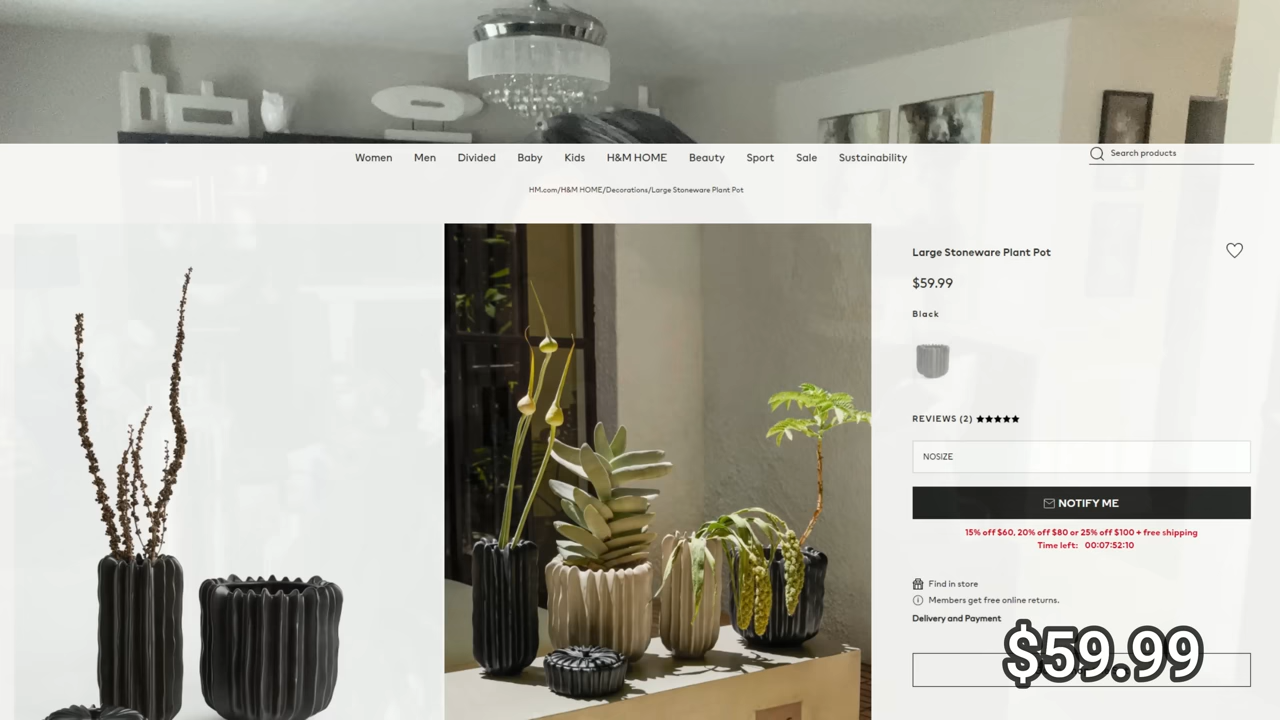 Women Men Divided Baby Kids H&M HOME Beauty Sport Sale Sustainability
Search products
HM.com/H&M HOME/Decorations/Large Stoneware Plant Pot
Large Stoneware Plant Pot
$59.99
Black
REVIEWS (2) ★★★★★
NOSIZE
NOTIFY ME
15% off $60, 20% off $80 or 25% off $100 + free shipping
Time left: 00:07:52:10
Find in store
Members get free online returns.
Delivery and Payment
$59.99